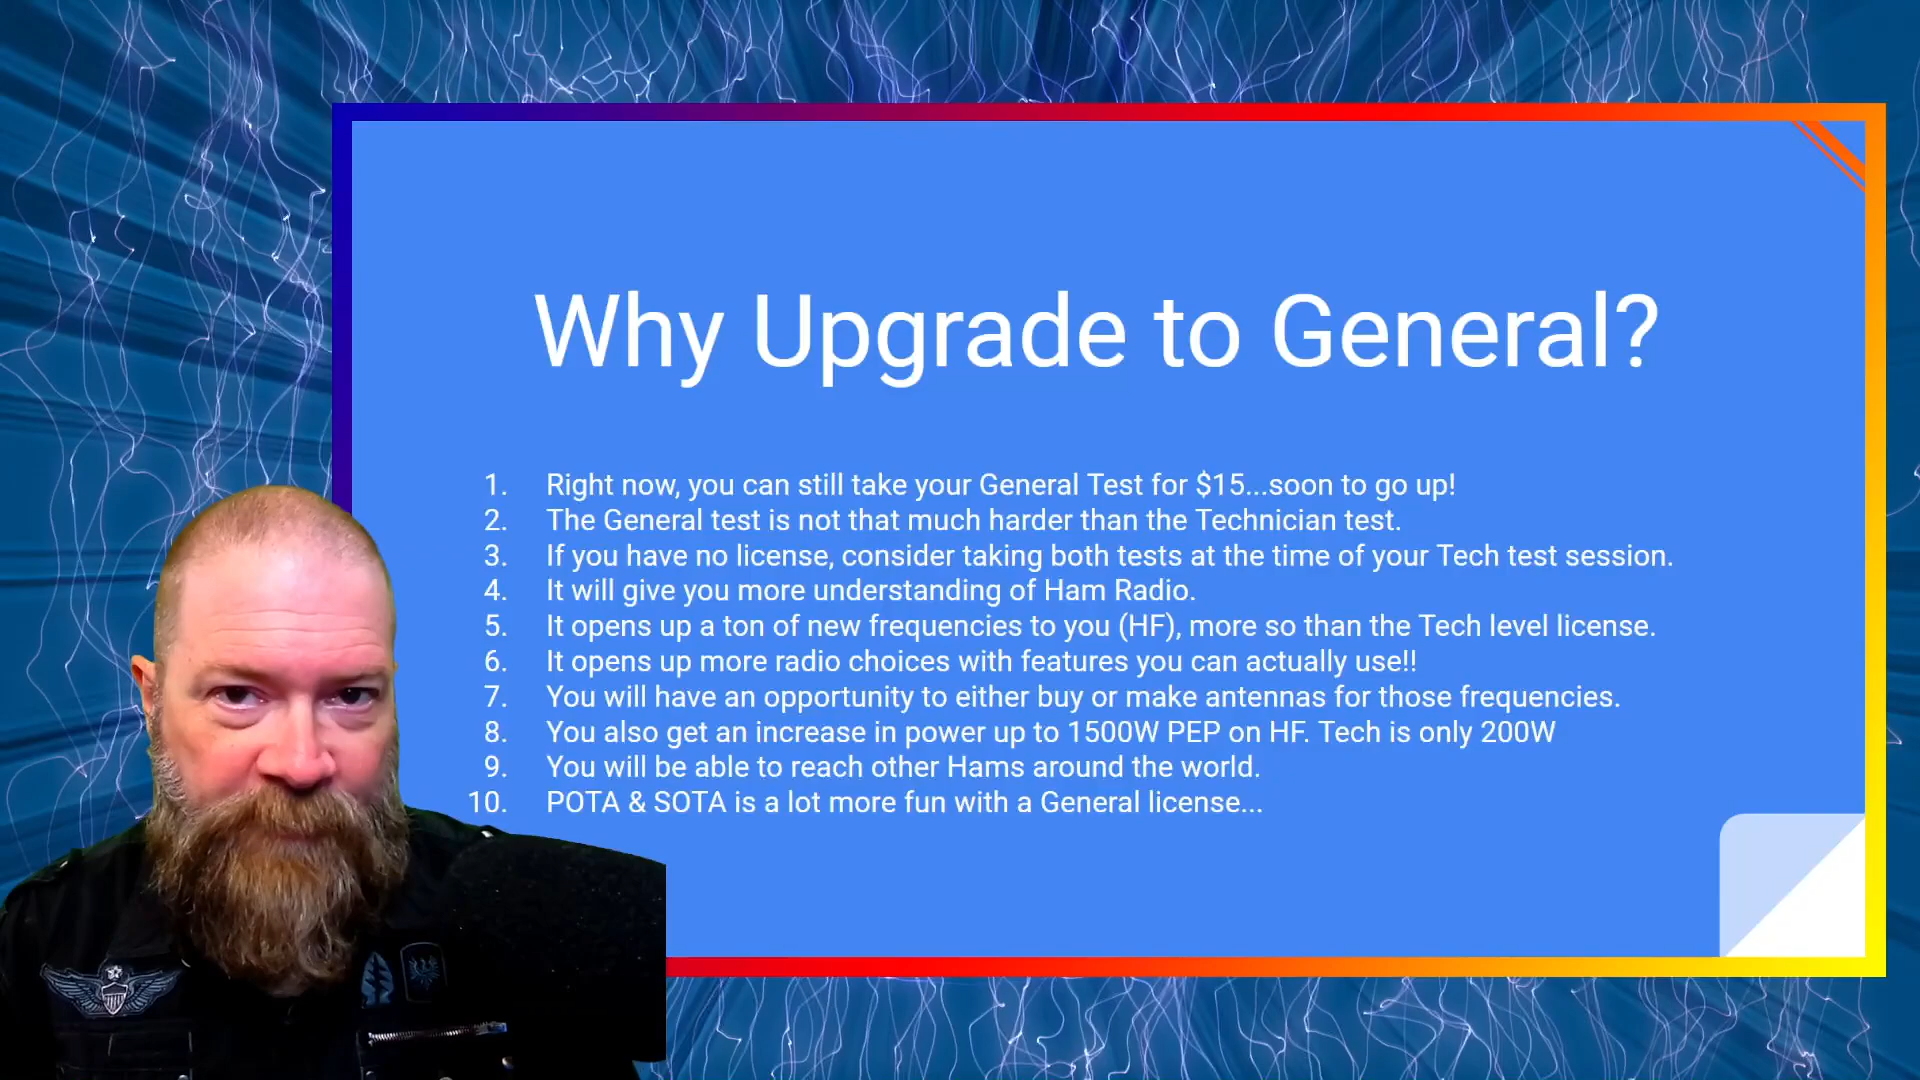 Why Upgrade to General?
1. Right now, you can still take your General Test for $15...soon to go up!
2. The General test is not that much harder than the Technician test.
3. If you have no license, consider taking both tests at the time of your Tech test session.
4. It will give you more understanding of Ham Radio.
5. It opens up a ton of new frequencies to you (HF), more so than the Tech level license.
6. It opens up more radio choices with features you can actually use!!
7. You will have an opportunity to either buy or make antennas for those frequencies.
8. You also get an increase in power up to 1500W PEP on HF. Tech is only 200W
9. You will be able to reach other Hams around the world.
10. POTA & SOTA is a lot more fun with a General license...